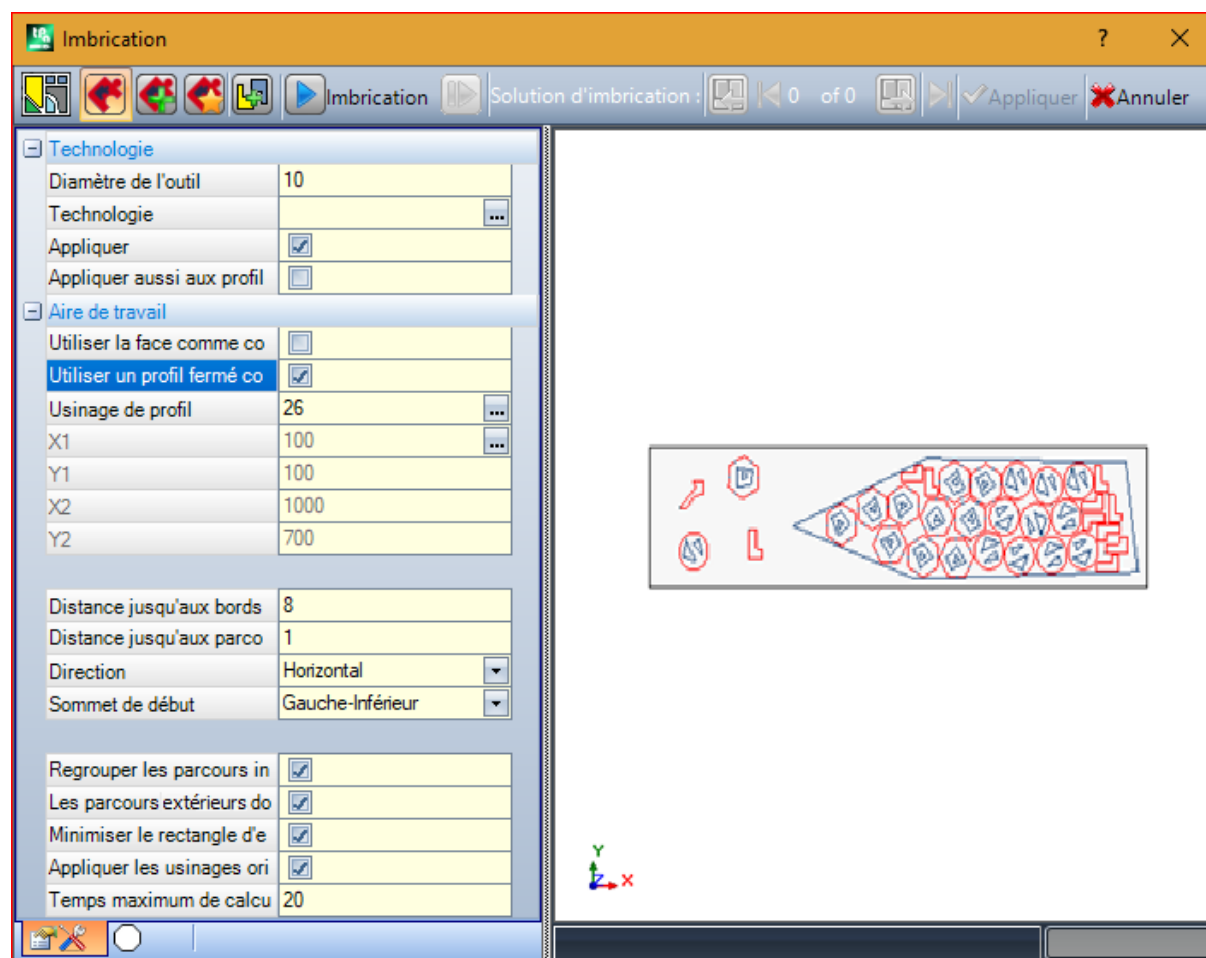 Imbrication ?
Imbrication Solution d'imbrication : 0 of 0 Appliquer Annuler
Technologie
Diamètre de l'outil 10
Technologie ...
Appliquer
Appliquer aussi aux profil
Aire de travail
Utiliser la face comme co
Utiliser un profil fermé co
Usinage de profil 26 ...
X1 100 ...
Y1 100
X2 1000
Y2 700
Distance jusqu'aux bords 8
Distance jusqu'aux parco 1
Direction Horizontal
Sommet de début Gauche-Inférieur
Regrouper les parcours in
Les parcours extérieurs do
Minimiser le rectangle d'e
Appliquer les usinages ori
Temps maximum de calcu 20
Y
Z X